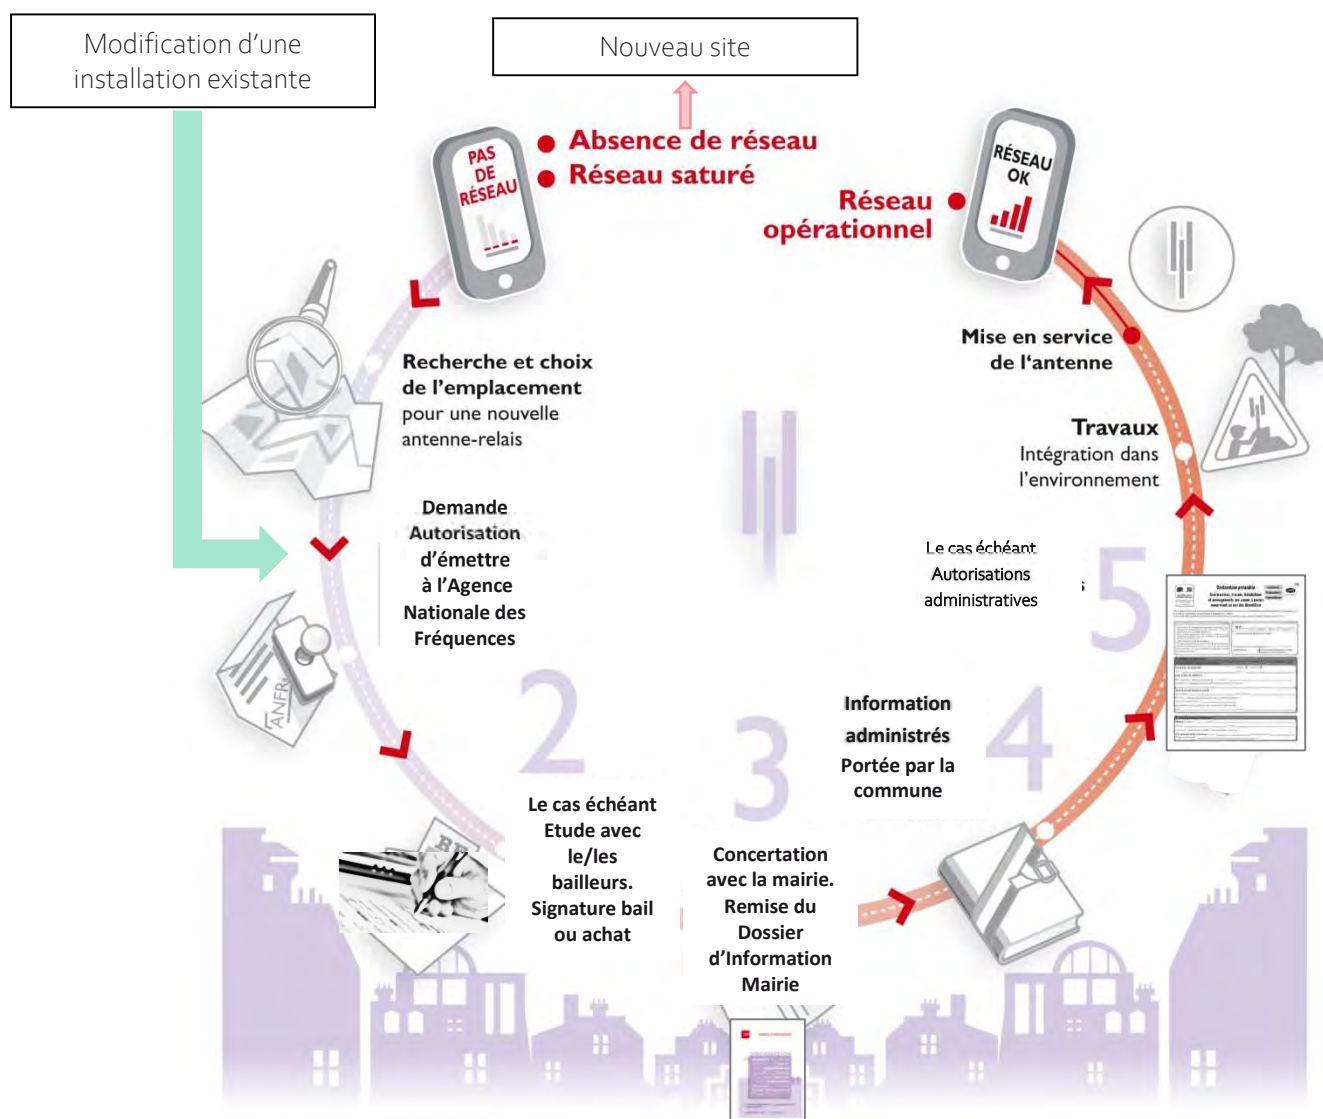 Modification d’une
installation existante
Nouveau site
PAS
DE
RÉSEAU
Absence de réseau
Réseau saturé
RÉSEAU
OK
Réseau
opérationnel
Recherche et choix
de l’emplacement
pour une nouvelle
antenne-relais
Mise en service
de l‘antenne
Travaux
Intégration dans
l’environnement
Demande
Autorisation
d’émettre
à l’Agence
Nationale des
Fréquences
ANFR
Le cas échéant
Autorisations
administratives
5
Déclaration préalable
2
Le cas échéant
Etude avec
le/les
bailleurs.
Signature bail
ou achat
3
Concertation
avec la mairie.
Remise du
Dossier
d’Information
Mairie
4
Information
administrés
Portée par la
commune